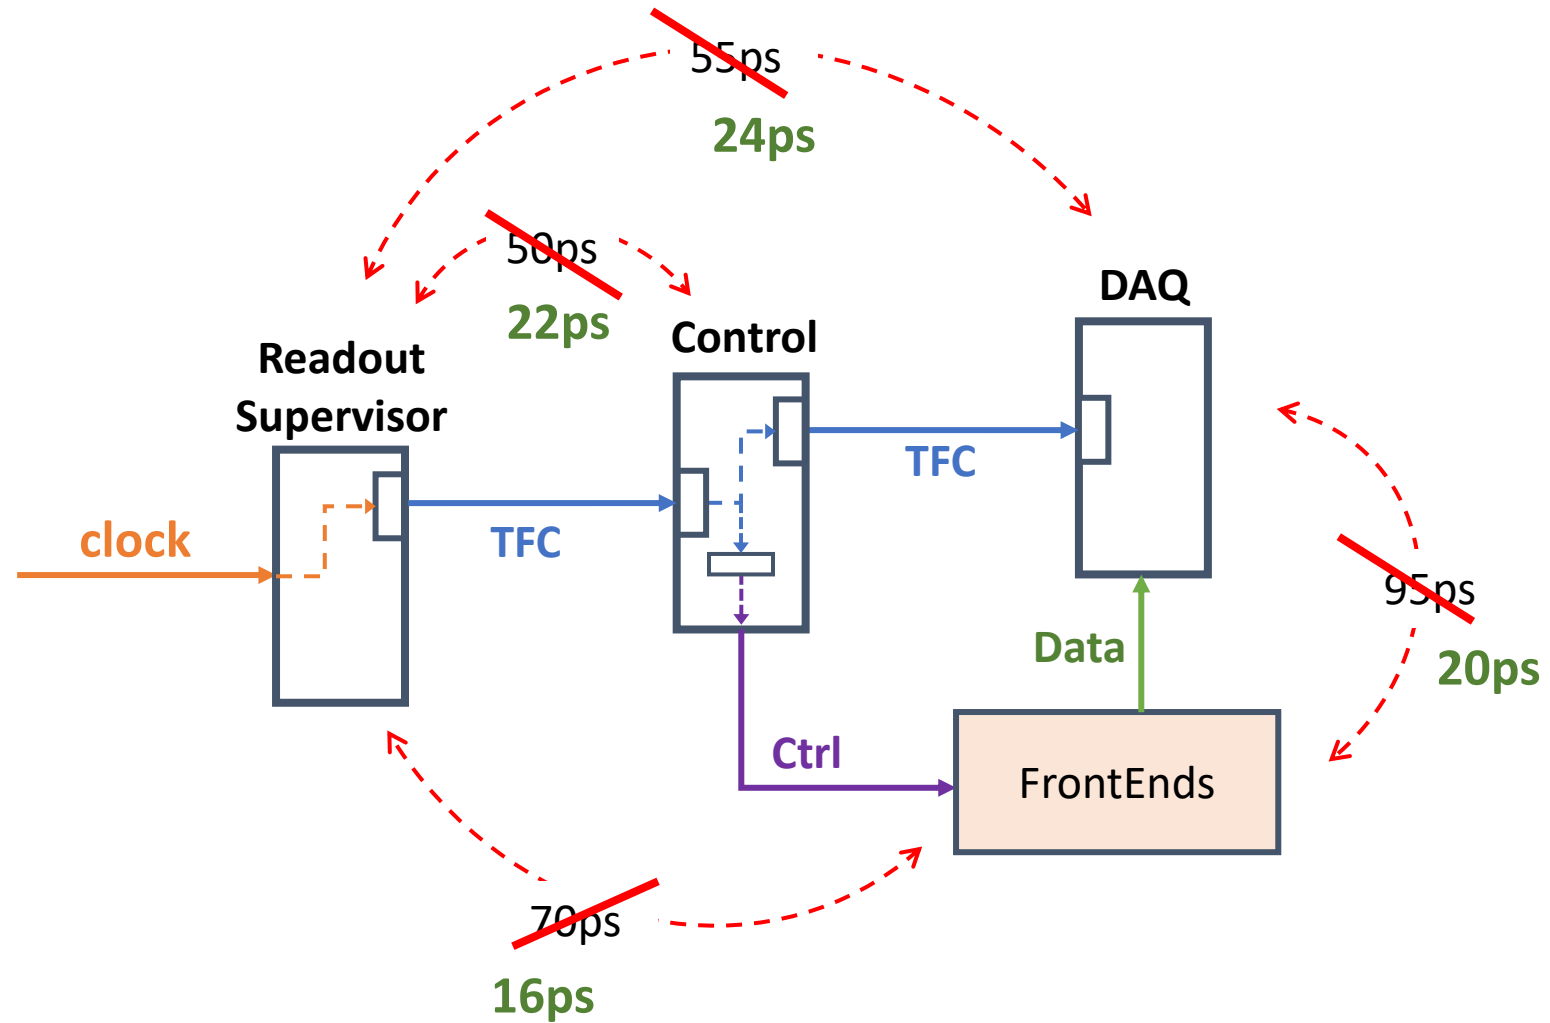 55ps
24ps
50ps
22ps
DAQ
Control
Readout
Supervisor
TFC
clock
TFC
95ps
Data
20ps
Ctrl
FrontEnds
70ps
16ps